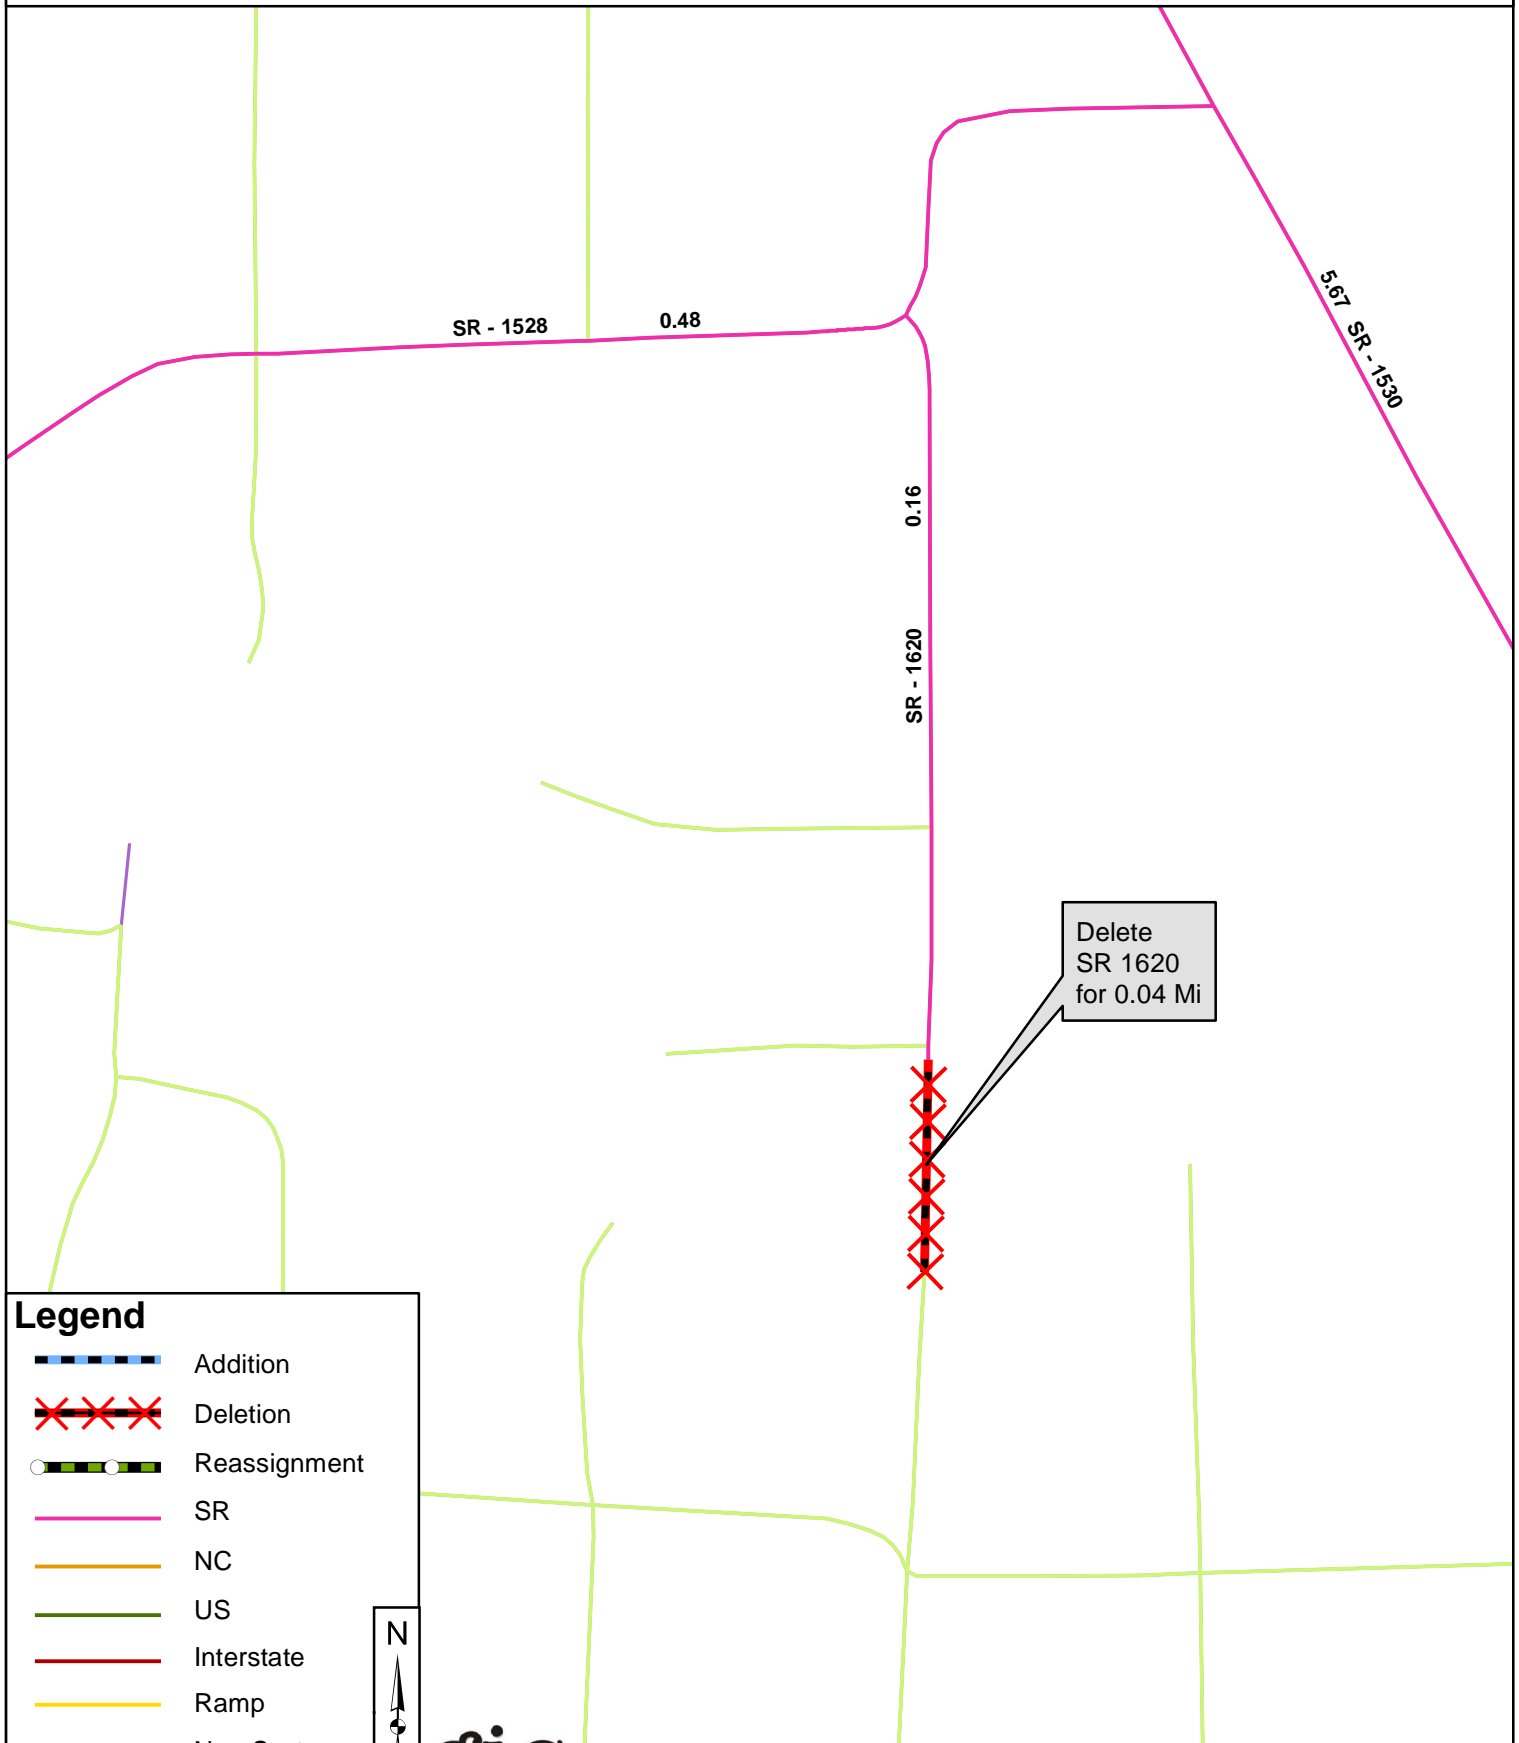 SR - 1528
0.48
5.67 SR - 1530
0.16
SR - 1620
Delete
SR 1620
for 0.04 Mi
Legend
Addition
Deletion
Reassignment
SR
NC
US
Interstate
Ramp
N